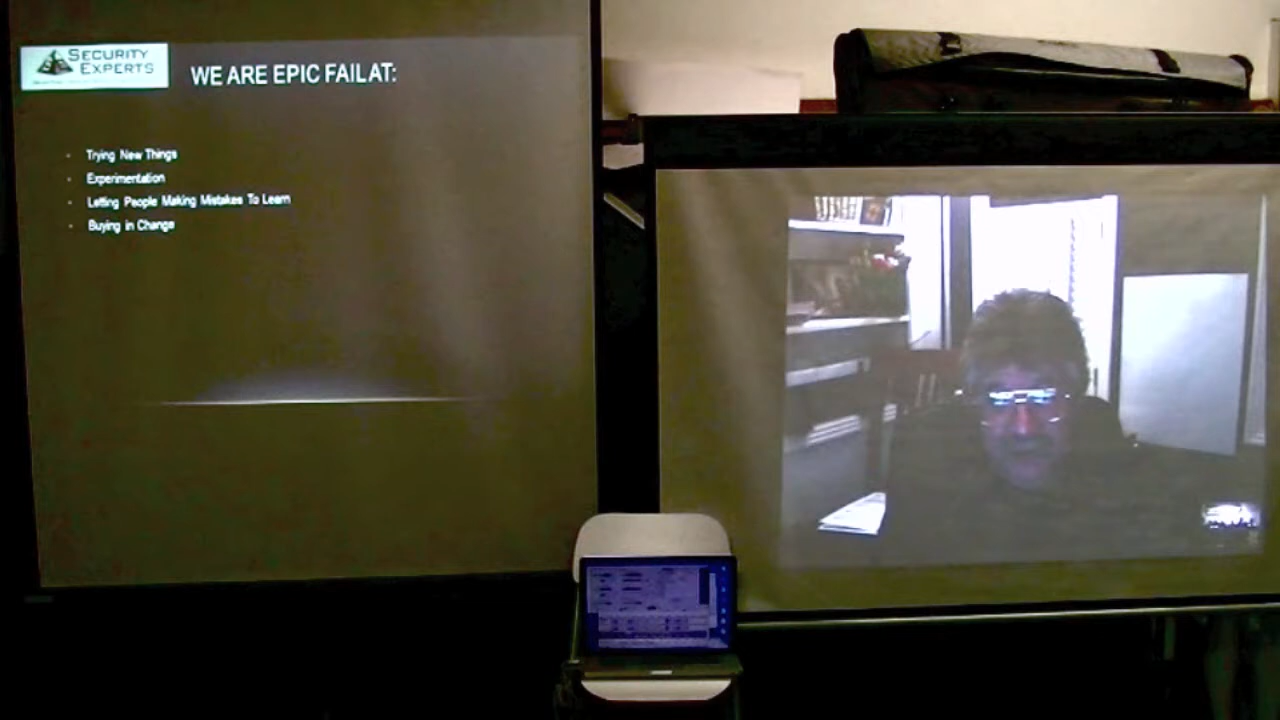 SECURITY
EXPERTS
WE ARE EPIC FAIL AT:
Trying New Things
Experimentation
Letting People Making Mistakes To Learn
Buying in Change